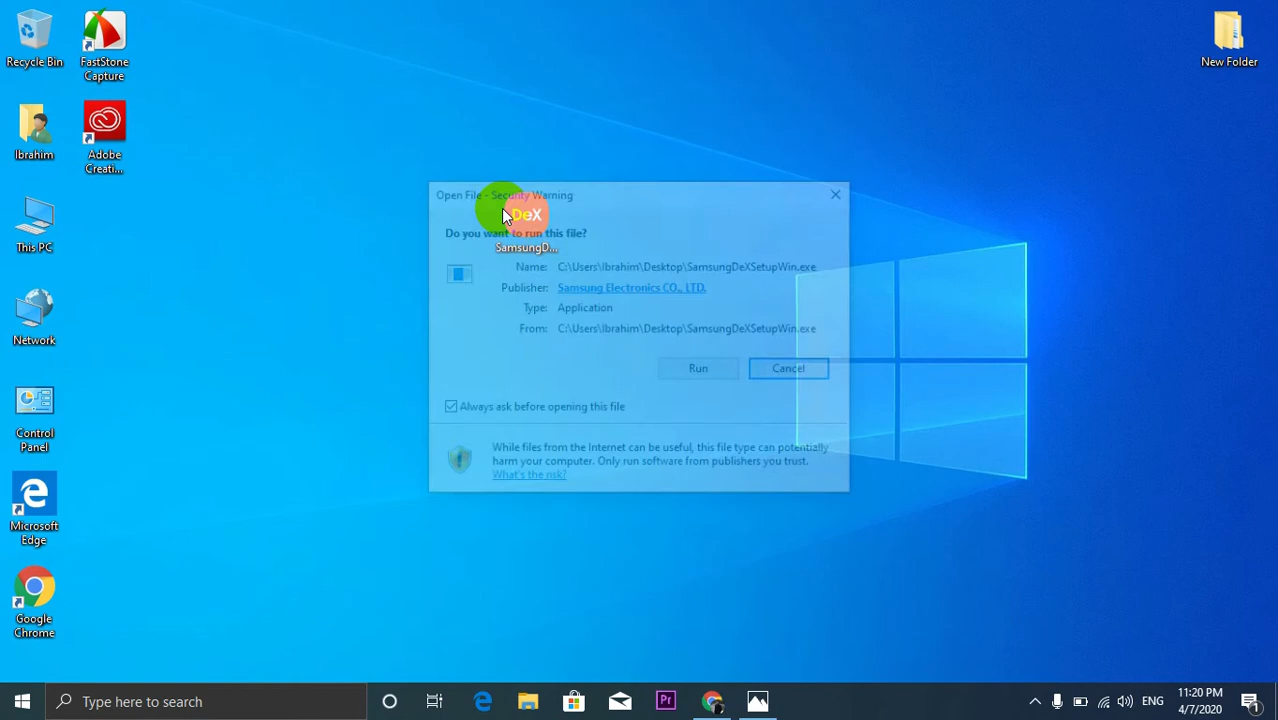 Recycle Bin
FastStone
Capture
New Folder
Ibrahim
Adobe
Creati...
This PC
Network
Control
Panel
Microsoft
Edge
Google
Chrome
Open File - Security Warning
DeX
Do you want to run this file?
SamsungD...
Name: C:\Users\Ibrahim\Desktop\SamsungDeXSetupWin.exe
Publisher: Samsung Electronics CO., LTD.
Type: Application
From: C:\Users\Ibrahim\Desktop\SamsungDeXSetupWin.exe
Run Cancel
Always ask before opening this file
While files from the Internet can be useful, this file type can potentially
harm your computer. Only run software from publishers you trust.
What's the risk?
Type here to search
Pr
ENG
11:20 PM
4/7/2020
1